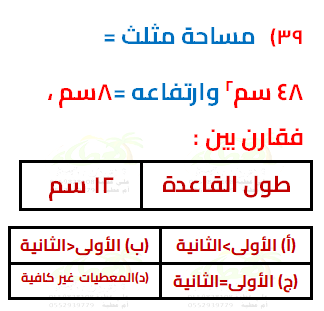 ٣٩) مساحة مثلث =
٤٨ سم٢ وارتفاعه =٨سم ،
فقارن بين :
طول القاعدة ١٢ سم
(أ) الأولى>الثانية (ب) الأولى<الثانية
(ج) الأولى=الثانية (د)المعطيات غير كافية